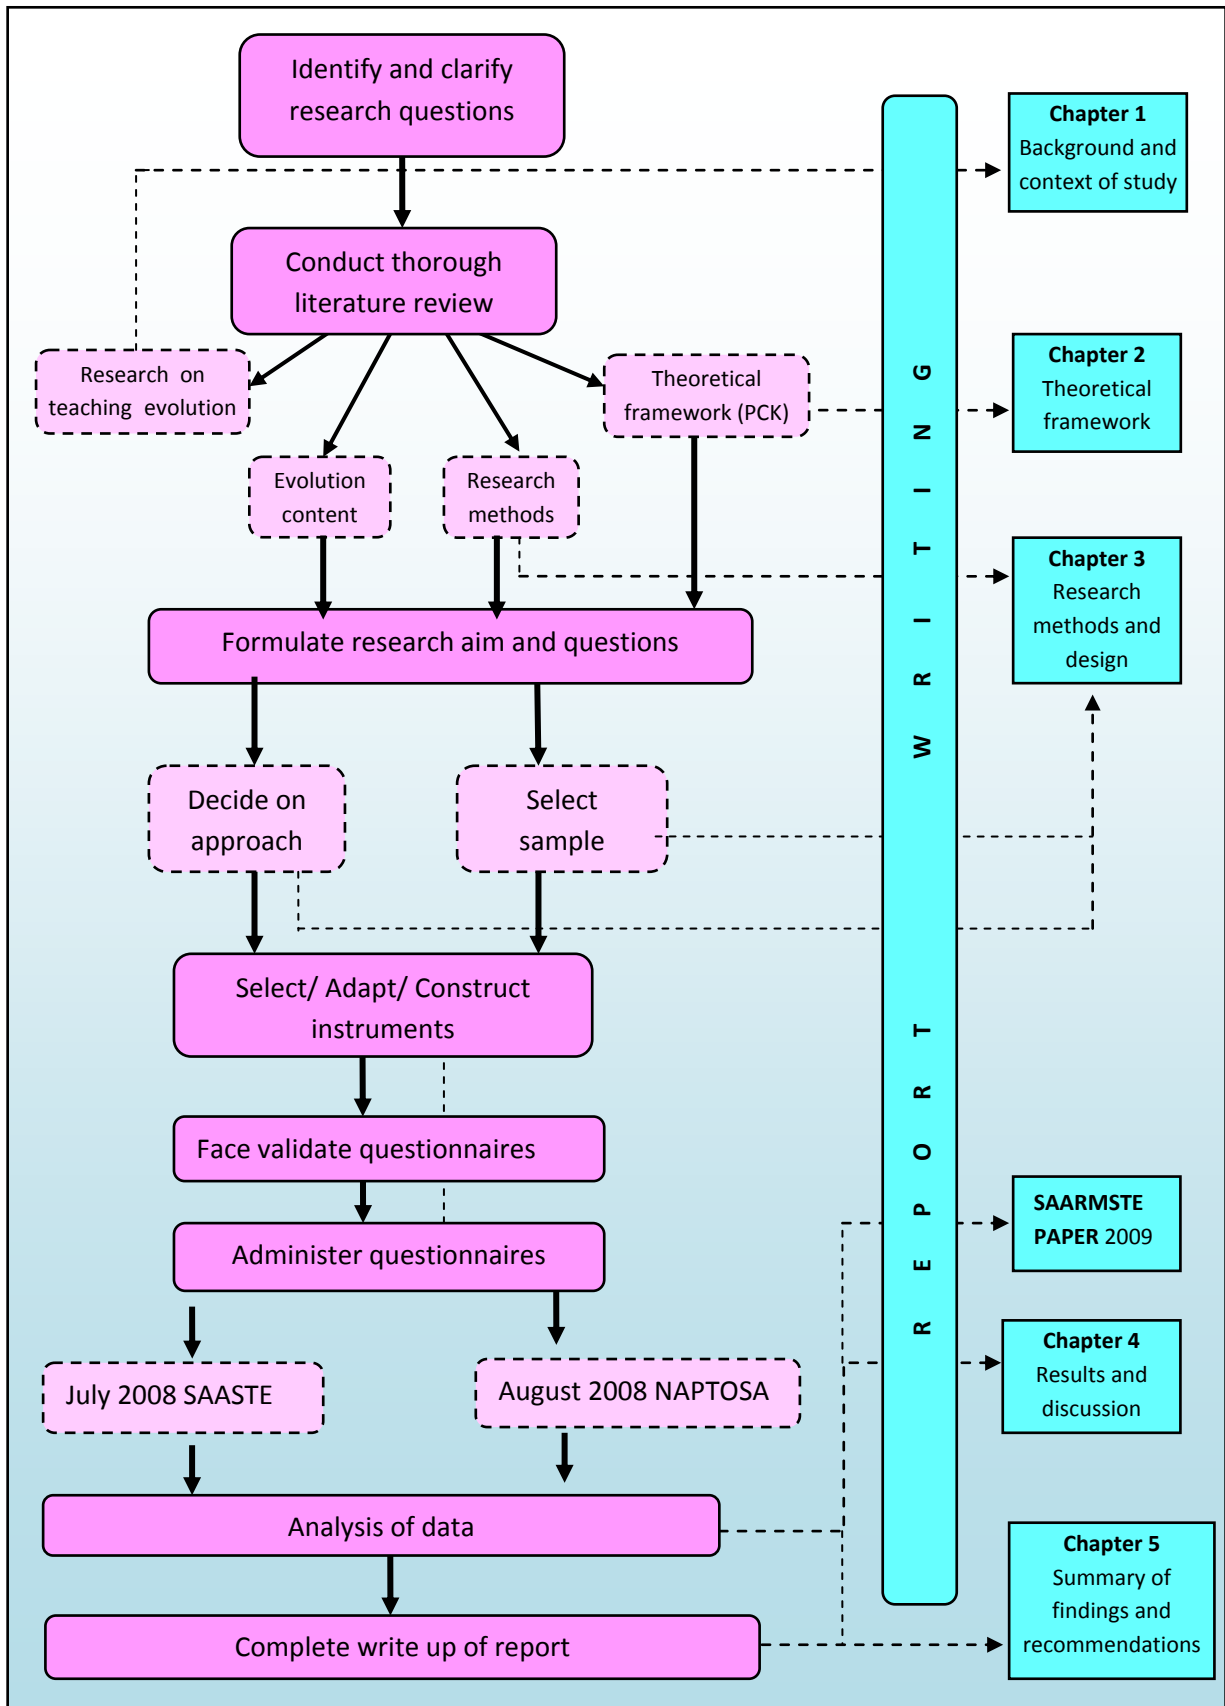 Identify and clarify
research questions
Conduct thorough
literature review
Research on
teaching evolution
Theoretical
framework (PCK)
Evolution
content
Research
methods
Formulate research aim and questions
Decide on
approach
Select
sample
Select/ Adapt/ Construct
instruments
Face validate questionnaires
Administer questionnaires
July 2008 SAASTE
August 2008 NAPTOSA
Analysis of data
Complete write up of report
REPORT WRITING
Chapter 1
Background and
context of study
Chapter 2
Theoretical
framework
Chapter 3
Research
methods and
design
SAARMSTE
PAPER 2009
Chapter 4
Results and
discussion
Chapter 5
Summary of
findings and
recommendations